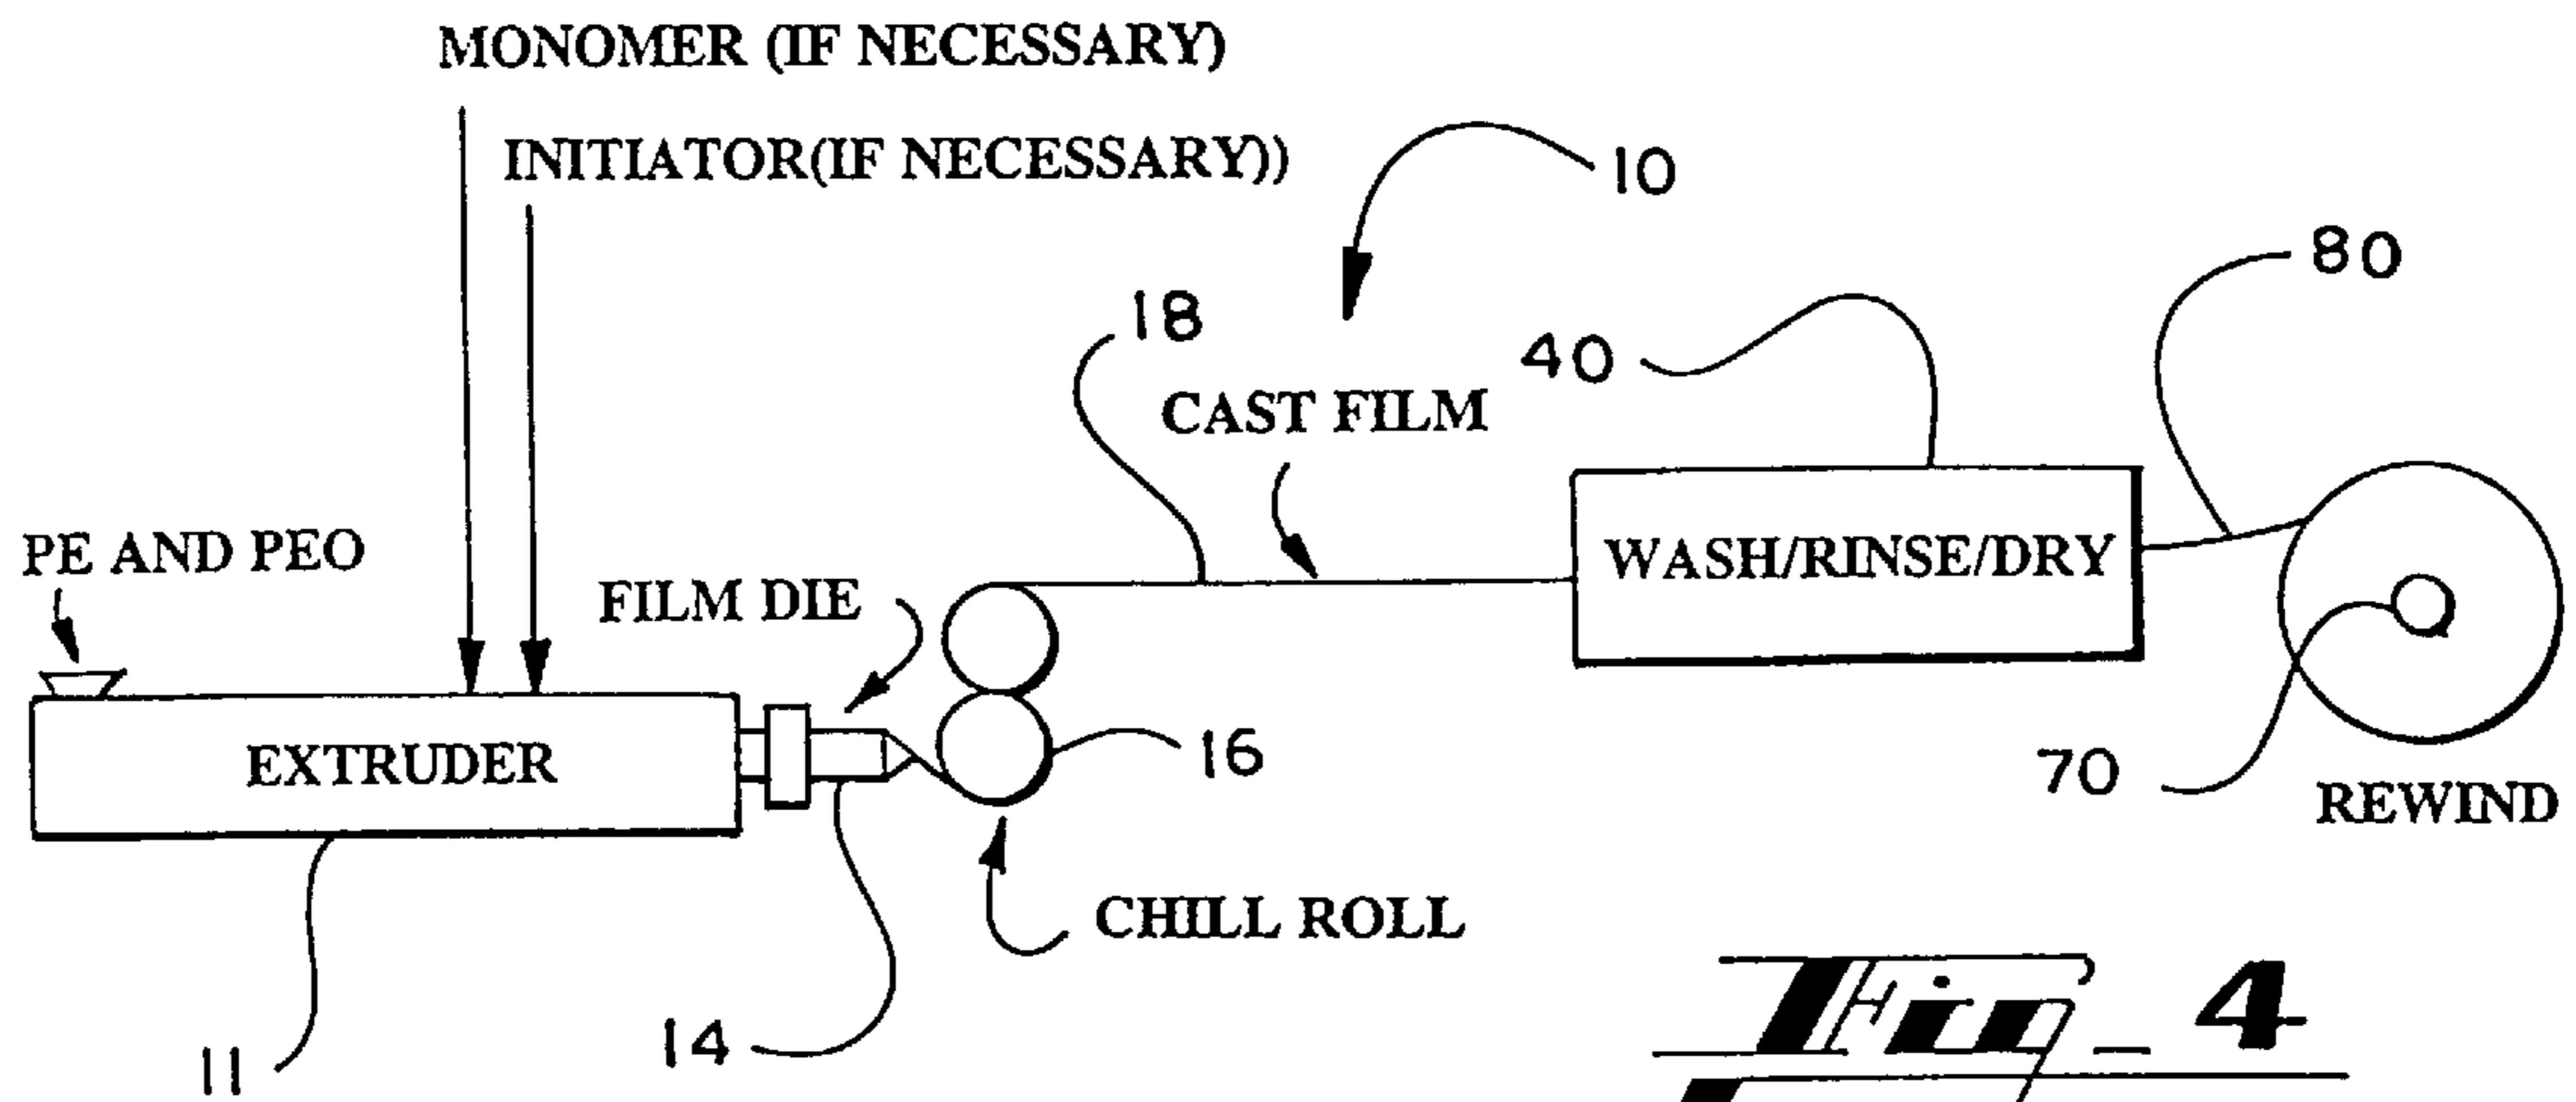 MONOMER (IF NECESSARY)
INITIATOR(IF NECESSARY))
10
80
18
40
CAST FILM
PE AND PEO
WASH/RINSE/DRY
FILM DIE
EXTRUDER
16
70
REWIND
CHILL ROLL
14
11
Fig_4